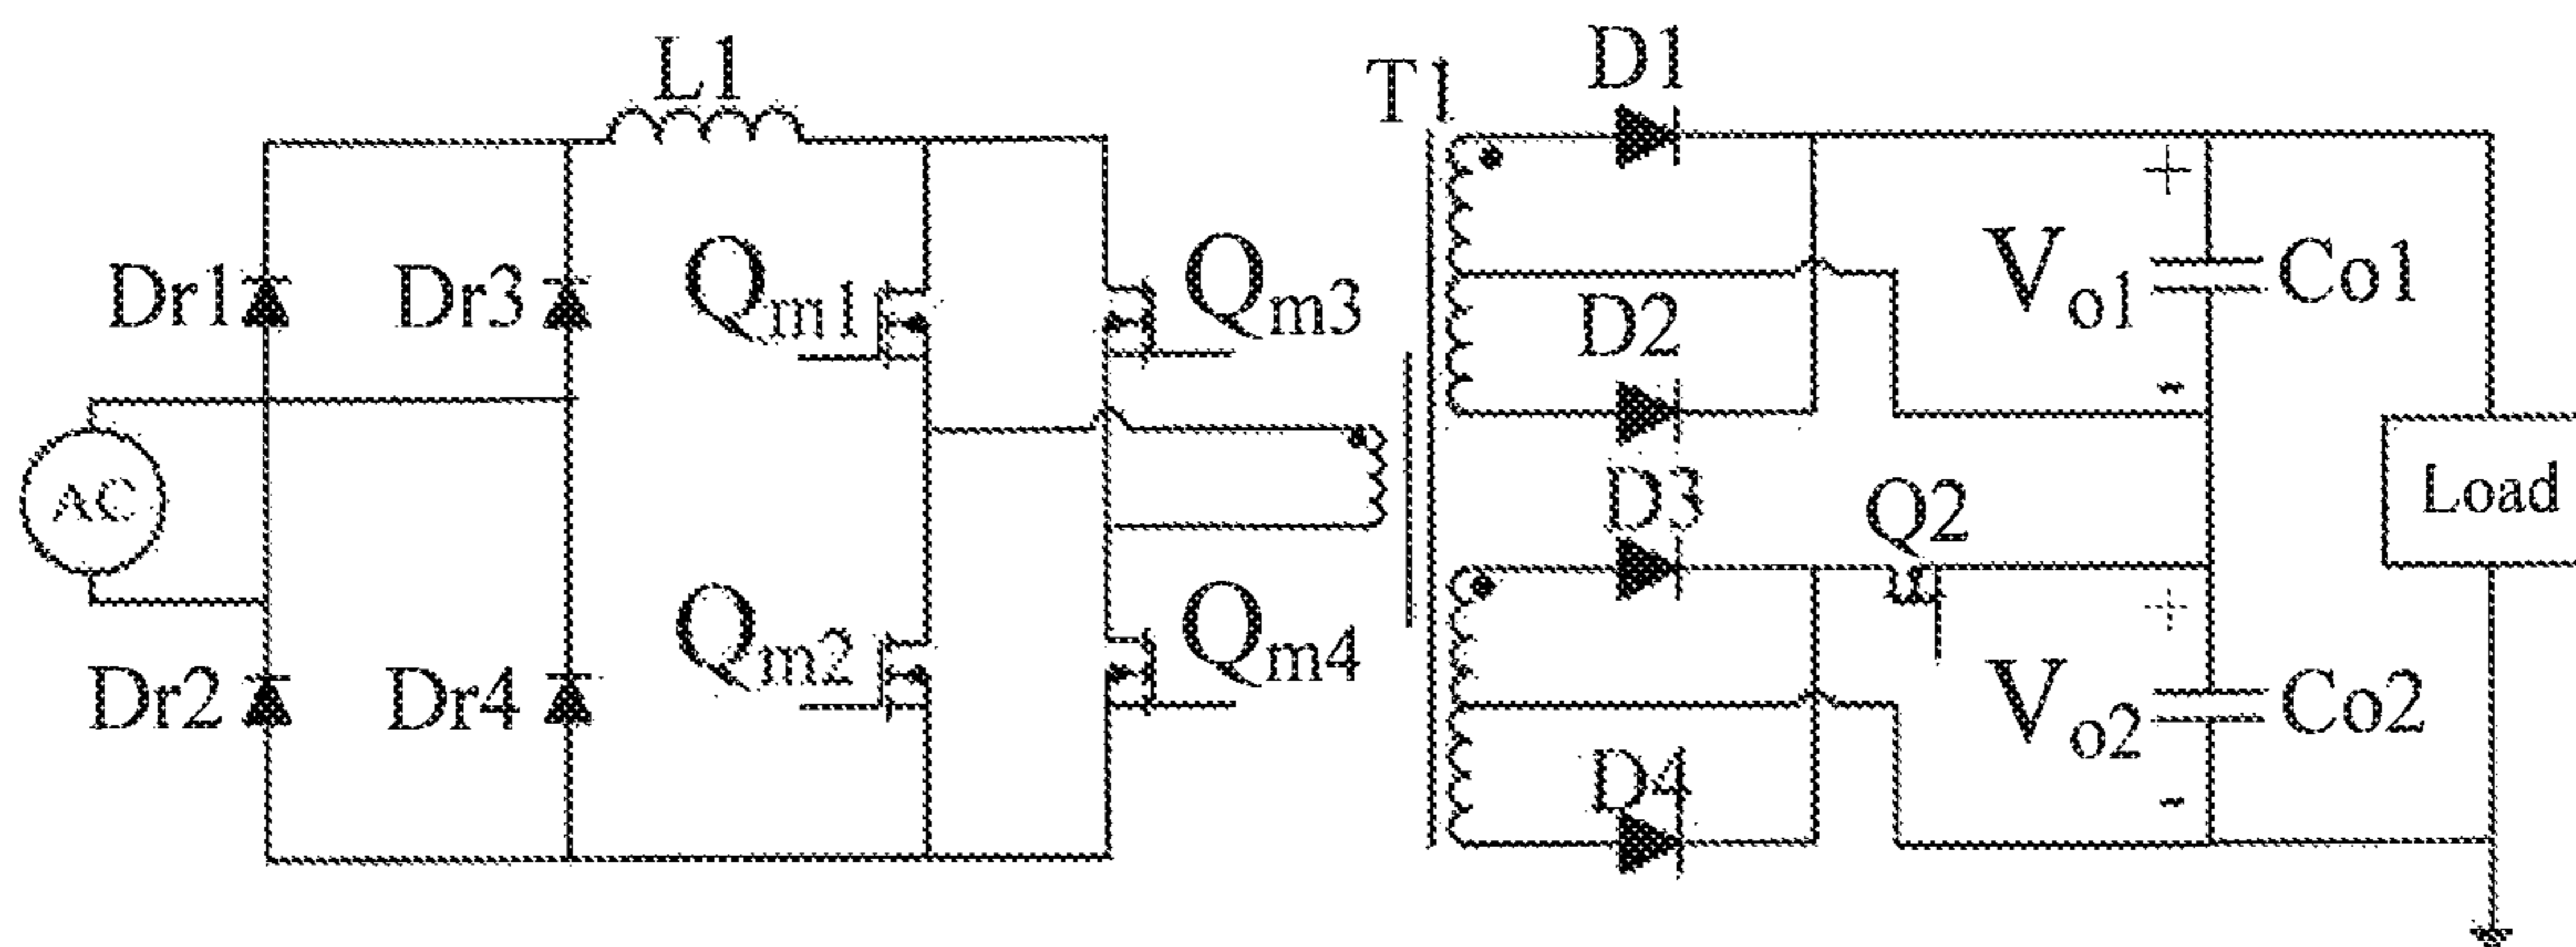 L1
T1
D1
Dr1
Dr3
Qm1
Qm3
D2
+
Vo1
Co1
-
AC
D3
Q2
Load
Dr2
Dr4
Qm2
Qm4
D4
+
Vo2
Co2
-